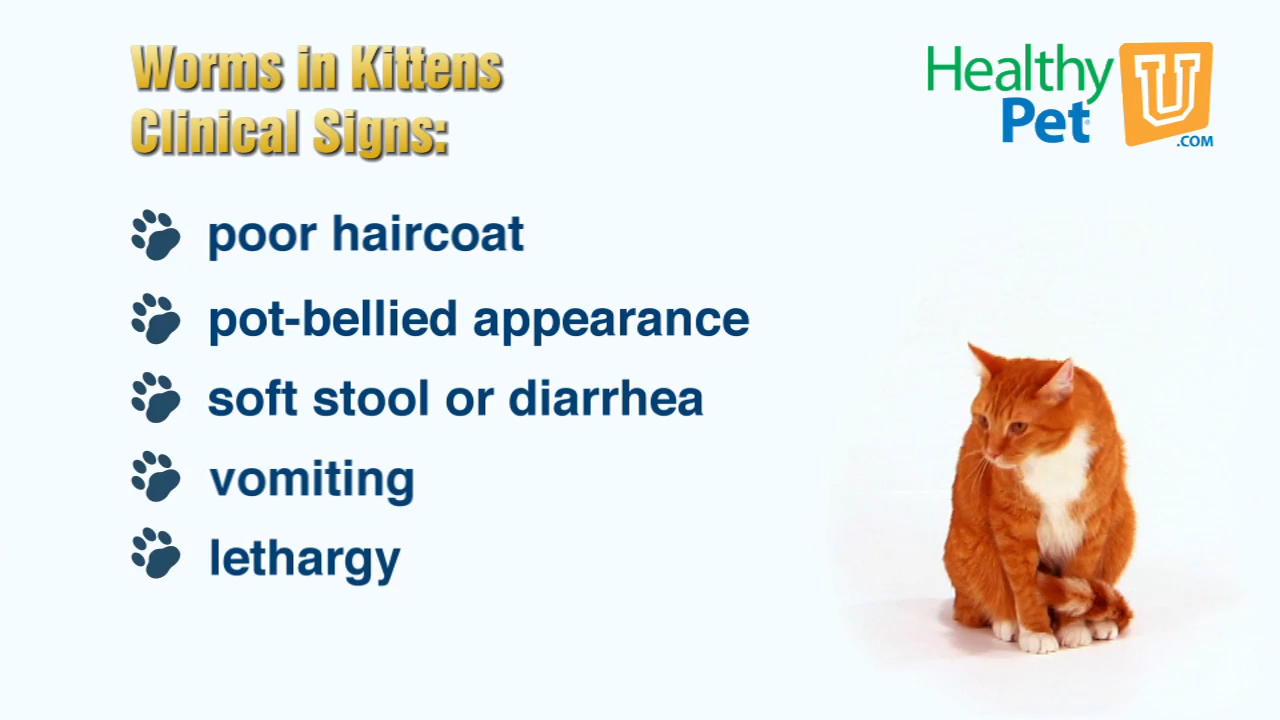 Worms in Kittens
Clinical Signs:
Healthy
Pet®
U
.COM
poor haircoat
pot-bellied appearance
soft stool or diarrhea
vomiting
lethargy